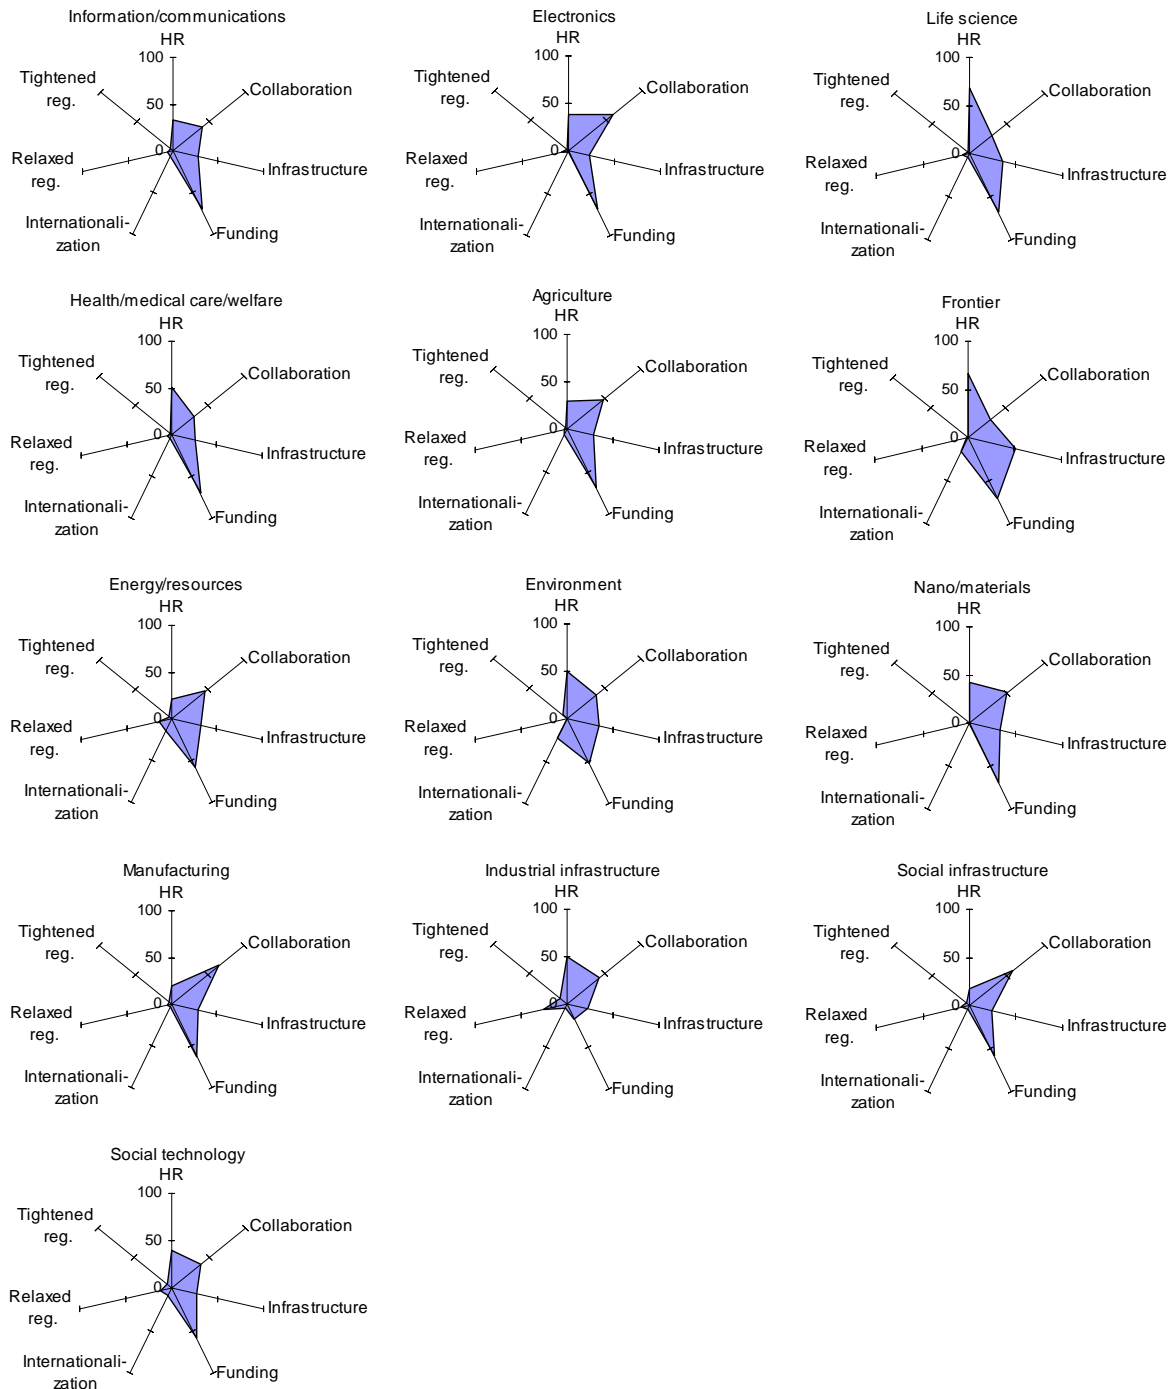 Information/communications
HR
100
50
0
Tightened
reg.
Collaboration
Relaxed
reg.
Infrastructure
Internationali-
zation
Funding
Electronics
HR
100
50
0
Tightened
reg.
Collaboration
Relaxed
reg.
Infrastructure
Internationali-
zation
Funding
Life science
HR
100
50
0
Tightened
reg.
Collaboration
Relaxed
reg.
Infrastructure
Internationali-
zation
Funding
Health/medical care/welfare
HR
100
50
0
Tightened
reg.
Collaboration
Relaxed
reg.
Infrastructure
Internationali-
zation
Funding
Agriculture
HR
100
50
0
Tightened
reg.
Collaboration
Relaxed
reg.
Infrastructure
Internationali-
zation
Funding
Frontier
HR
100
50
0
Tightened
reg.
Collaboration
Relaxed
reg.
Infrastructure
Internationali-
zation
Funding
Energy/resources
HR
100
50
0
Tightened
reg.
Collaboration
Relaxed
reg.
Infrastructure
Internationali-
zation
Funding
Environment
HR
100
50
0
Tightened
reg.
Collaboration
Relaxed
reg.
Infrastructure
Internationali-
zation
Funding
Nano/materials
HR
100
50
0
Tightened
reg.
Collaboration
Relaxed
reg.
Infrastructure
Internationali-
zation
Funding
Manufacturing
HR
100
50
0
Tightened
reg.
Collaboration
Relaxed
reg.
Infrastructure
Internationali-
zation
Funding
Industrial infrastructure
HR
100
50
0
Tightened
reg.
Collaboration
Relaxed
reg.
Infrastructure
Internationali-
zation
Funding
Social infrastructure
HR
100
50
0
Tightened
reg.
Collaboration
Relaxed
reg.
Infrastructure
Internationali-
zation
Funding
Social technology
HR
100
50
0
Tightened
reg.
Collaboration
Relaxed
reg.
Infrastructure
Internationali-
zation
Funding